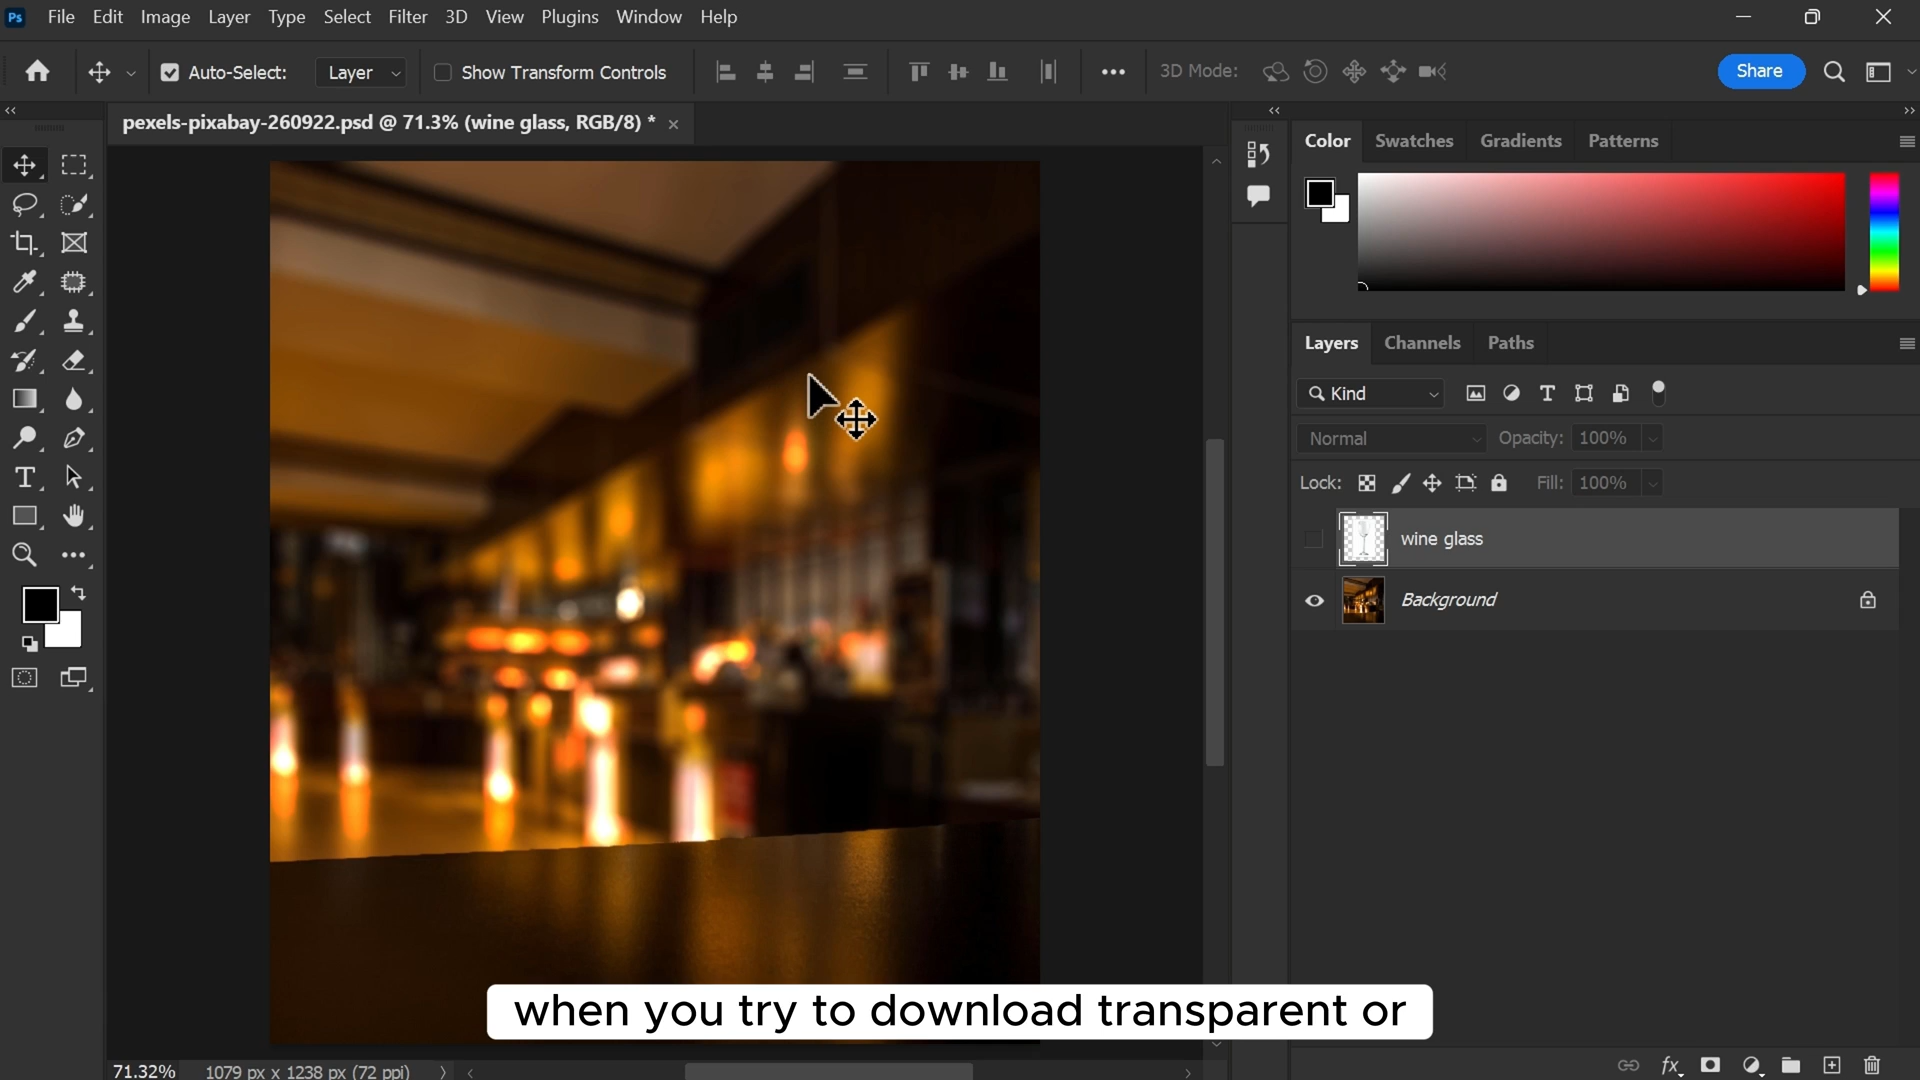 Ps File Edit Image Layer Type Select Filter 3D View Plugins Window Help
Auto-Select: Layer Show Transform Controls 3D Mode: Share
pexels-pixabay-260922.psd @ 71.3% (wine glass, RGB/8) *
Color Swatches Gradients Patterns
Layers Channels Paths
Kind
Normal Opacity: 100%
Lock: Fill: 100%
wine glass
Background
when you try to download transparent or
71.32% 1079 px x 1238 px (72 ppi)